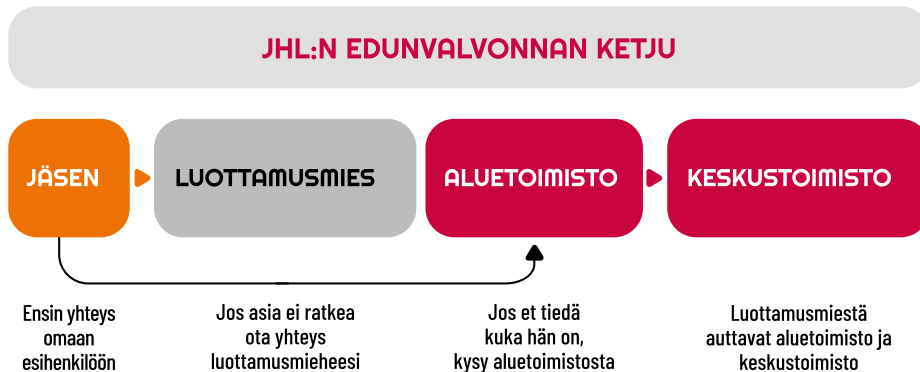 JHL:N EDUNVALVONNAN KETJU
JÄSEN
LUOTTAMUSMIES
ALUETOIMISTO
KESKUSTOIMISTO
Ensin yhteys
omaan
esihenkilöön
Jos asia ei ratkea
ota yhteys
luottamusmieheesi
Jos et tiedä
kuka hän on,
kysy aluetoimistosta
Luottamusmiestä
auttavat aluetoimisto ja
keskustoimisto